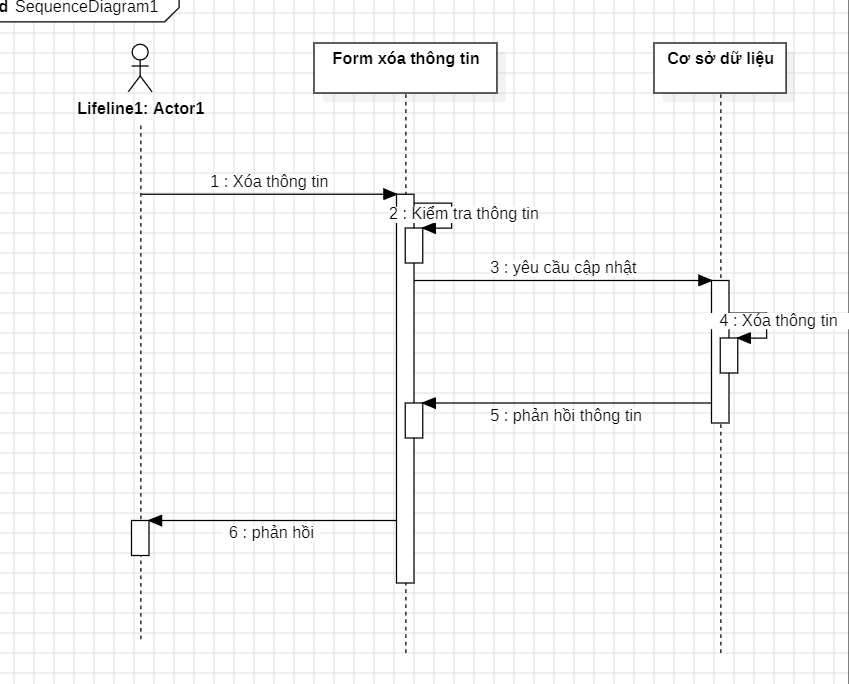 d SequenceDiagram1
Form xóa thông tin
Cơ sở dữ liệu
Lifeline1: Actor1
1 : Xóa thông tin
2 : Kiểm tra thông tin
3 : yêu cầu cập nhật
4 : Xóa thông tin
5 : phản hồi thông tin
6 : phản hồi